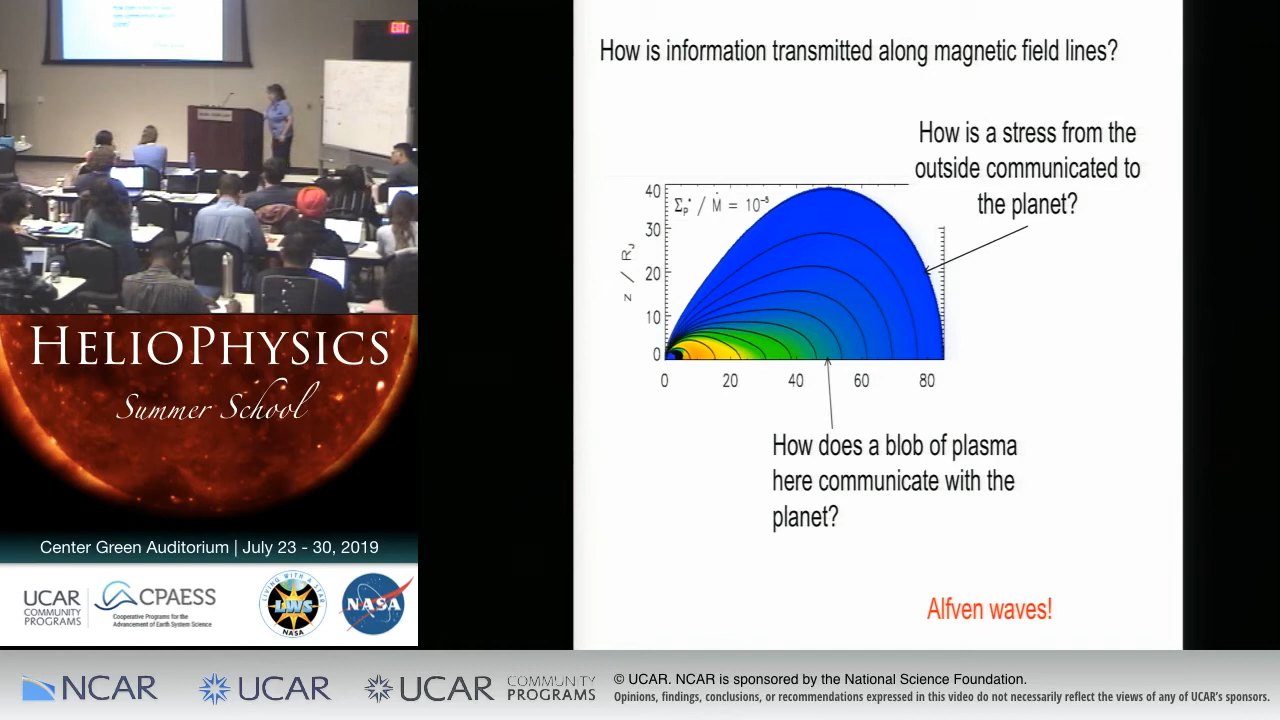 EXIT
HELIOPHYSICS
Summer School
Center Green Auditorium | July 23 - 30, 2019
UCAR
COMMUNITY
PROGRAMS
CPAESS
Cooperative Programs for the
Advancement of Earth System Science
LIVING WITH A STAR
LWS
NASA
NASA
How is information transmitted along magnetic field lines?
How is a stress from the
outside communicated to
the planet?
Σp* / Ṁ = 10⁻⁵
z / RJ
40
30
20
10
0
0 20 40 60 80
How does a blob of plasma
here communicate with the
planet?
Alfven waves!
NCAR
UCAR
UCAR
COMMUNITY
PROGRAMS
© UCAR. NCAR is sponsored by the National Science Foundation.
Opinions, findings, conclusions, or recommendations expressed in this video do not necessarily reflect the views of any of UCAR's sponsors.